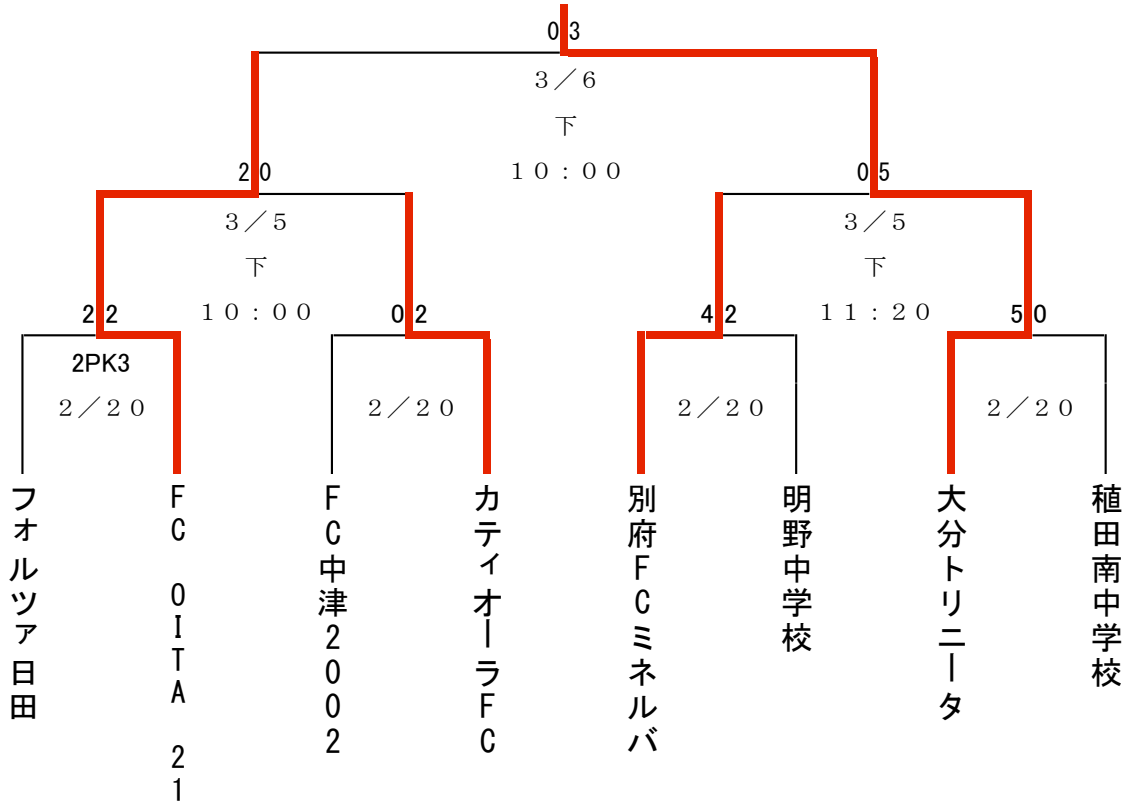 0 3
３／６
下
１０：００
2 0
0 5
３／５
下
１０：００
３／５
下
１１：２０
2 2
0 2
4 2
5 0
2PK3
２／２０
２／２０
２／２０
２／２０
フォルツァ日田
FC OITA 21
FC中津2002
カティオーラFC
別府FCミネルバ
明野中学校
大分トリニータ
稙田南中学校